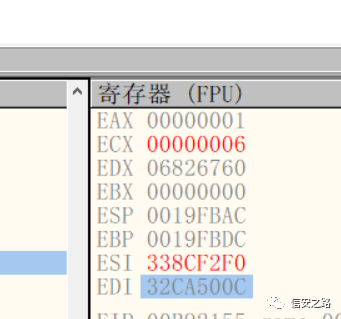 寄存器 (FPU)
EAX 00000001
ECX 00000006
EDX 06826760
EBX 00000000
ESP 0019FBAC
EBP 0019FBDC
ESI 338CF2F0
EDI 32CA500C
信安之路